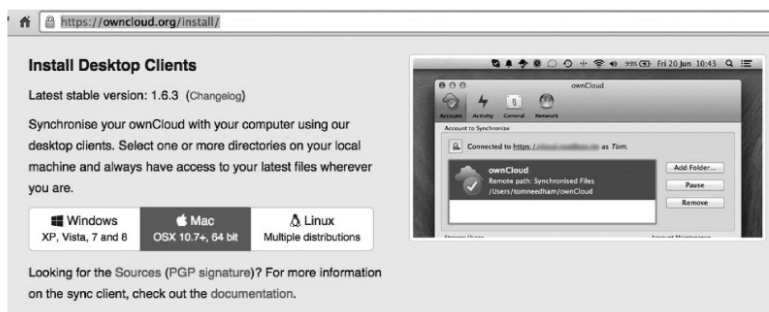 https://owncloud.org/install/
Install Desktop Clients
Latest stable version: 1.6.3 (Changelog)
Synchronise your ownCloud with your computer using our
desktop clients. Select one or more directories on your local
machine and always have access to your latest files wherever
you are.
Windows
XP, Vista, 7 and 8
Mac
OSX 10.7+, 64 bit
Linux
Multiple distributions
Looking for the Sources (PGP signature)? For more information
on the sync client, check out the documentation.
99% Fri 20 Jun 10:43
ownCloud
Account Activity General Network
Account to Synchronize
Connected to https:// as Tom.
ownCloud
Remote path: Synchronised Files
/Users/tomneedham/ownCloud
Add Folder...
Pause
Remove